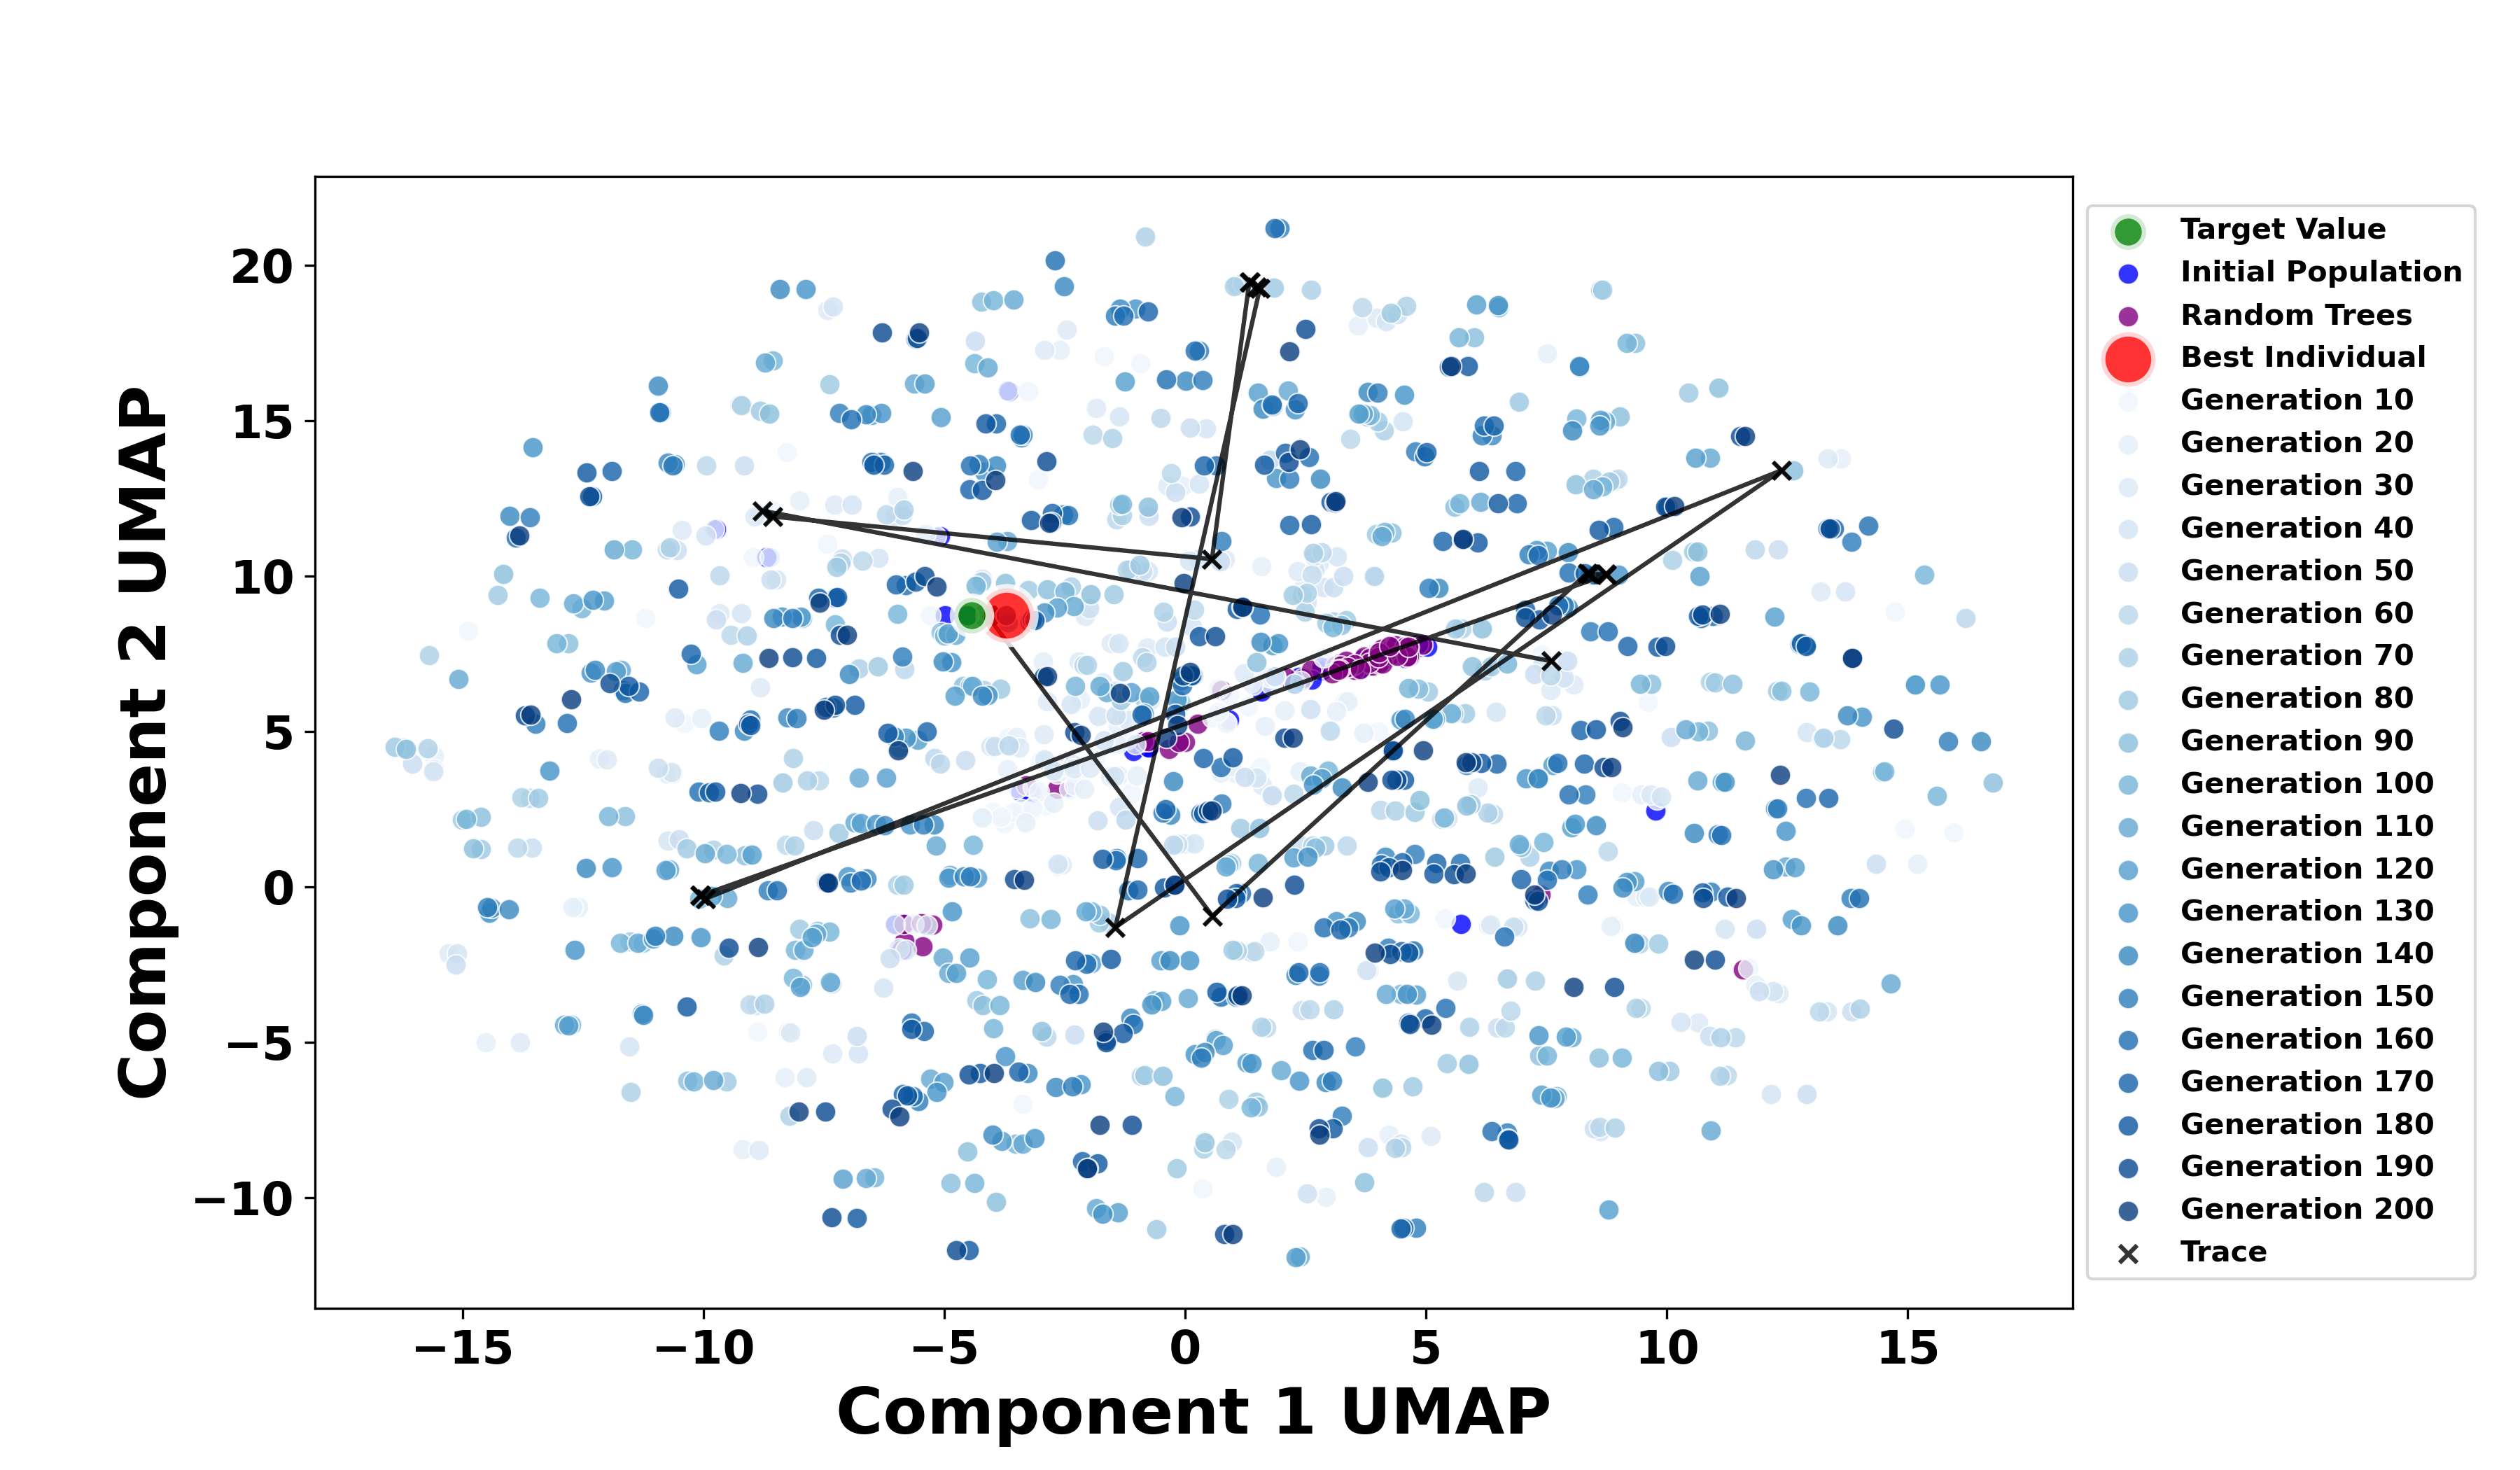 Component 2 UMAP
20
15
10
5
0
−5
−10
−15
−10
−5
0
5
10
15
Component 1 UMAP
Target Value
Initial Population
Random Trees
Best Individual
Generation 10
Generation 20
Generation 30
Generation 40
Generation 50
Generation 60
Generation 70
Generation 80
Generation 90
Generation 100
Generation 110
Generation 120
Generation 130
Generation 140
Generation 150
Generation 160
Generation 170
Generation 180
Generation 190
Generation 200
Trace